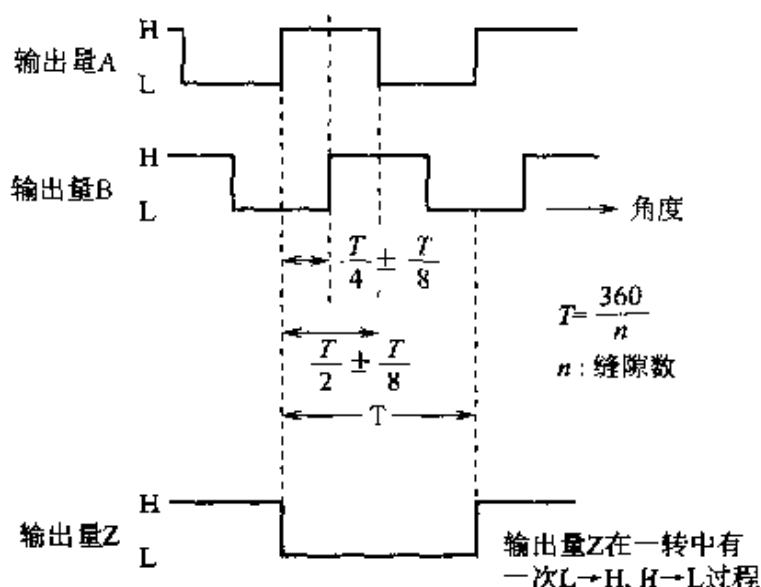 H
输出量A
L
H
输出量B
L
角度
T/4 ± T/8
T=360/n
T/2 ± T/8
n：缝隙数
T
H
输出量Z
L
输出量Z在一转中有
一次L→H, H→L过程